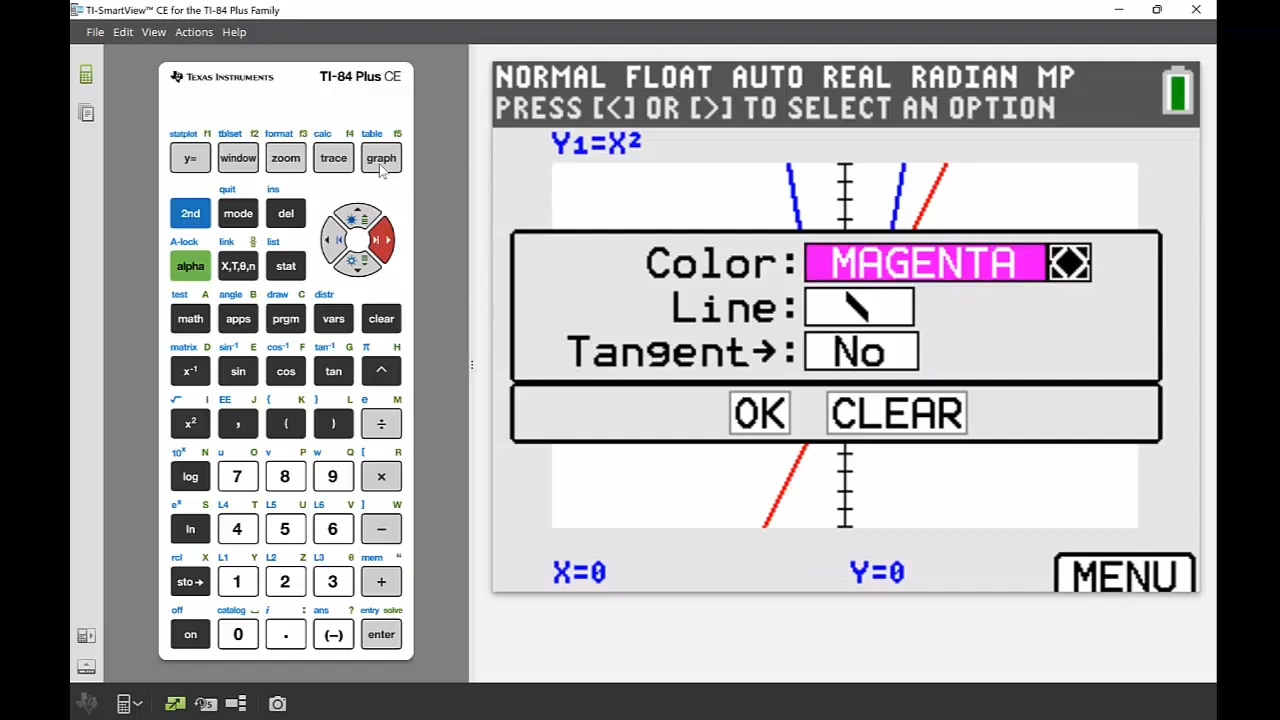 TI-SmartView™ CE for the TI-84 Plus Family
File Edit View Actions Help
TEXAS INSTRUMENTS TI-84 Plus CE
statplot f1 tblset f2 format f3 calc f4 table f5
y= window zoom trace graph
quit ins
2nd mode del
A-lock link list
alpha X,T,θ,n stat
test A angle B draw C distr
math apps prgm vars clear
matrix D sin⁻¹ E cos⁻¹ F tan⁻¹ G π H
x⁻¹ sin cos tan ^
√ I EE J { K } L e M
x² , ( ) ÷
10ˣ N u O v P w Q [ R
log 7 8 9 ×
eˣ S L4 T L5 U L6 V ] W
ln 4 5 6 −
rcl X L1 Y L2 Z L3 θ mem “
sto→ 1 2 3 +
off catalog ⎵ i : ans ? entry solve
on 0 . (−) enter
NORMAL FLOAT AUTO REAL RADIAN MP
PRESS [<] OR [>] TO SELECT AN OPTION
Y1=X²
Color: MAGENTA
Line: \
Tangent→: No
OK CLEAR
X=0 Y=0 MENU